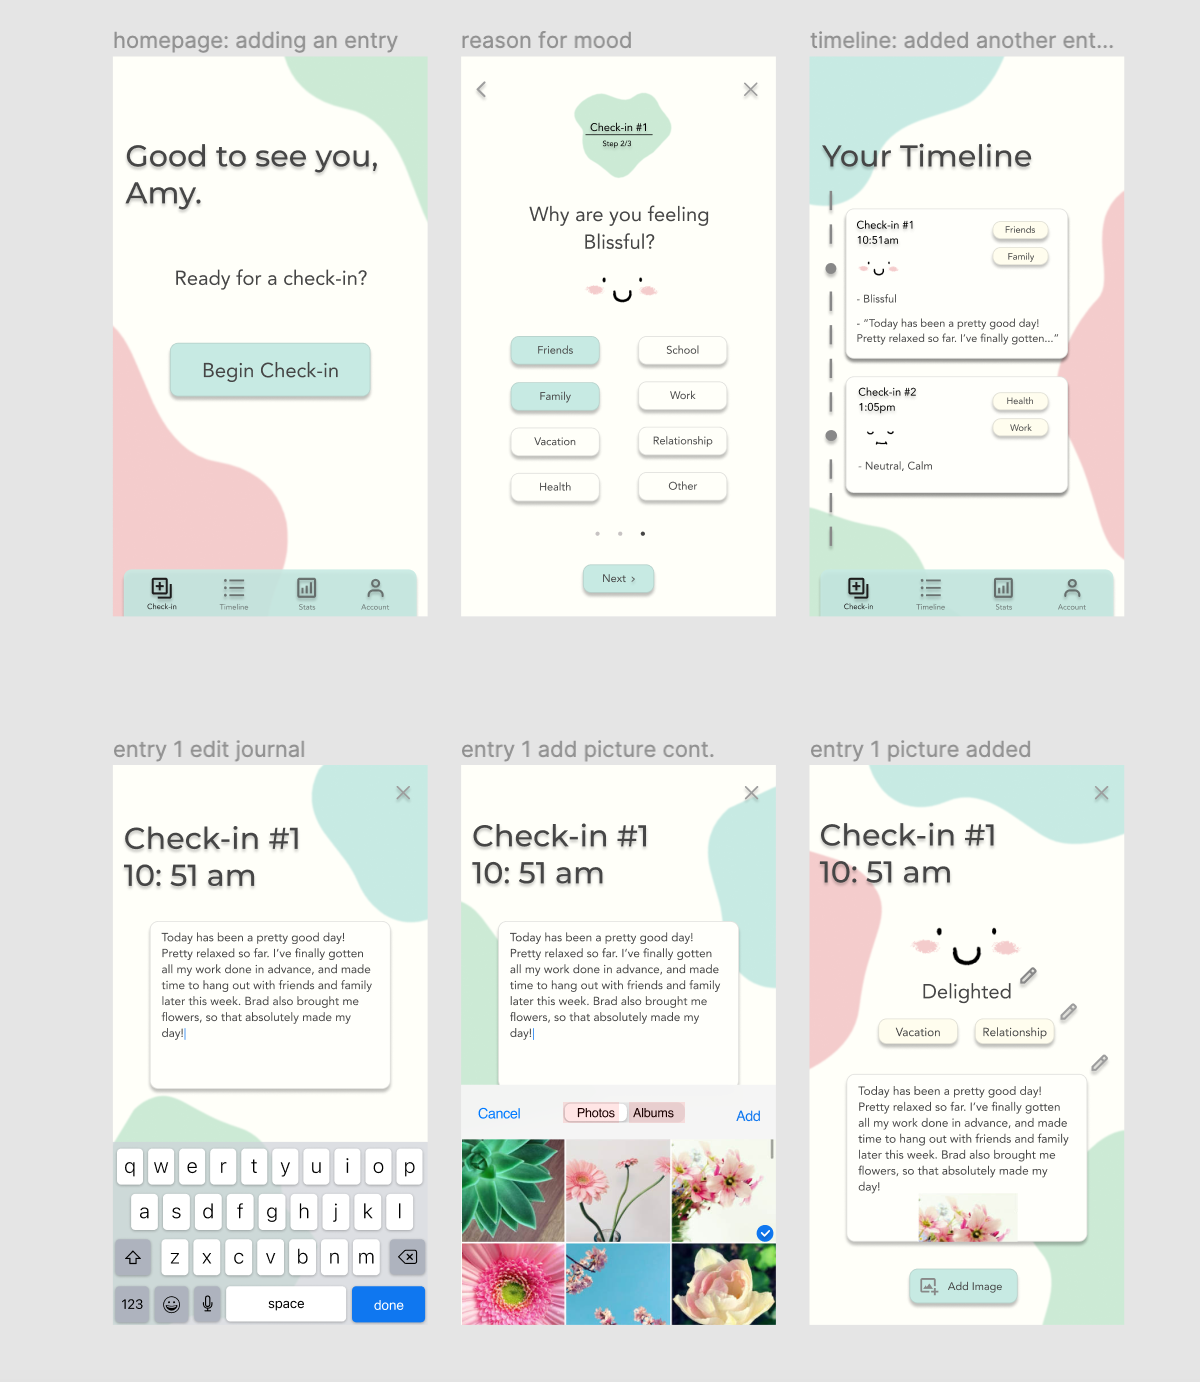 homepage: adding an entry
Good to see you,
Amy.
Ready for a check-in?
Begin Check-in
Check-in
Timeline
Stats
Account
reason for mood
Check-in #1
Step 2/3
Why are you feeling
Blissful?
Friends
School
Family
Work
Vacation
Relationship
Health
Other
Next ›
timeline: added another ent...
Your Timeline
Check-in #1
10:51am
Friends
Family
- Blissful
- “Today has been a pretty good day!
Pretty relaxed so far. I’ve finally gotten...”
Check-in #2
1:05pm
Health
Work
- Neutral, Calm
Check-in
Timeline
Stats
Account
entry 1 edit journal
Check-in #1
10: 51 am
Today has been a pretty good day!
Pretty relaxed so far. I’ve finally gotten
all my work done in advance, and made
time to hang out with friends and family
later this week. Brad also brought me
flowers, so that absolutely made my
day!
q w e r t y u i o p
a s d f g h j k l
z x c v b n m
123
space
done
entry 1 add picture cont.
Check-in #1
10: 51 am
Today has been a pretty good day!
Pretty relaxed so far. I’ve finally gotten
all my work done in advance, and made
time to hang out with friends and family
later this week. Brad also brought me
flowers, so that absolutely made my
day!
Cancel
Photos
Albums
Add
entry 1 picture added
Check-in #1
10: 51 am
Delighted
Vacation
Relationship
Today has been a pretty good day!
Pretty relaxed so far. I’ve finally gotten
all my work done in advance, and made
time to hang out with friends and family
later this week. Brad also brought me
flowers, so that absolutely made my
day!
Add Image